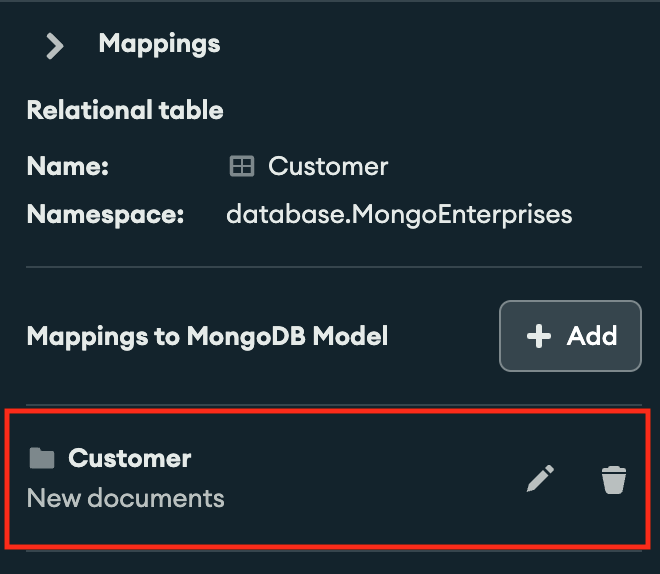 Mappings
Relational table
Name: Customer
Namespace: database.MongoEnterprises
Mappings to MongoDB Model
Add
Customer
New documents